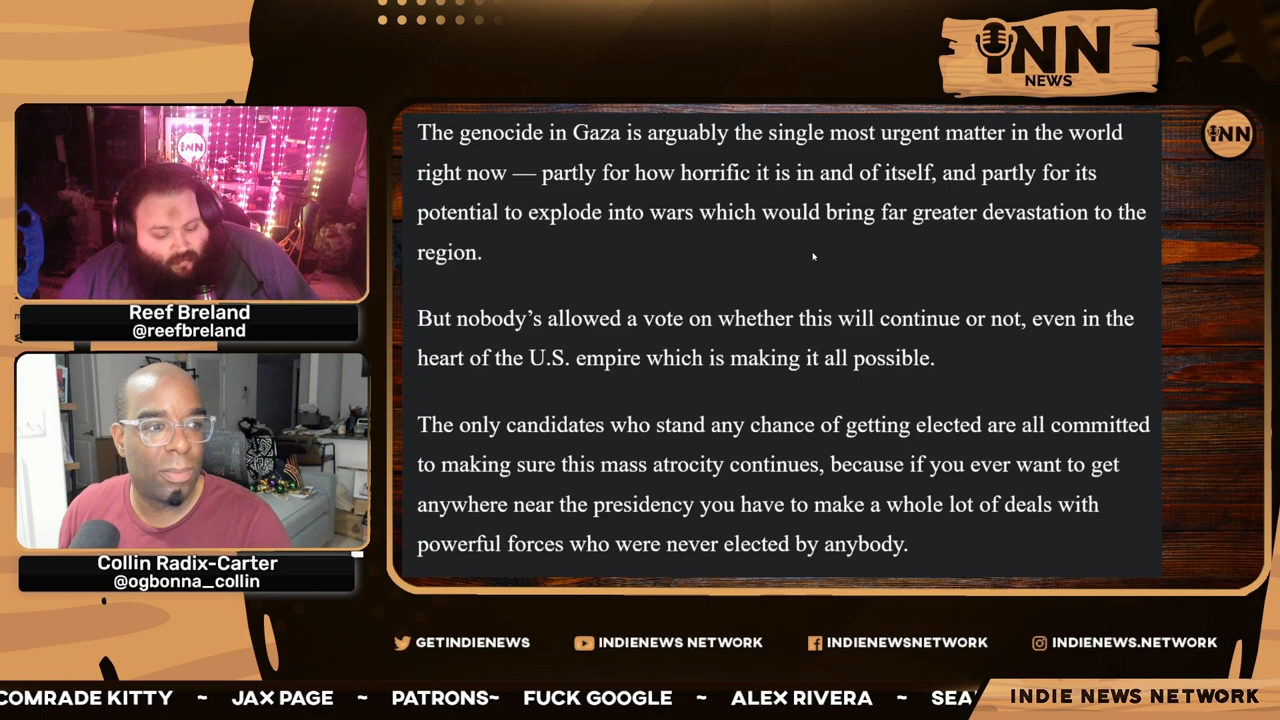 INN
NEWS
INN
INN
The genocide in Gaza is arguably the single most urgent matter in the world
right now — partly for how horrific it is in and of itself, and partly for its
potential to explode into wars which would bring far greater devastation to the
region.
But nobody’s allowed a vote on whether this will continue or not, even in the
heart of the U.S. empire which is making it all possible.
The only candidates who stand any chance of getting elected are all committed
to making sure this mass atrocity continues, because if you ever want to get
anywhere near the presidency you have to make a whole lot of deals with
powerful forces who were never elected by anybody.
Reef Breland
@reefbreland
Collin Radix-Carter
@ogbonna_collin
GETINDIENEWS
INDIENEWS NETWORK
INDIENEWSNETWORK
INDIENEWS.NETWORK
COMRADE KITTY ~ JAX PAGE ~ PATRONS~ FUCK GOOGLE ~ ALEX RIVERA ~ SEA
INDIE NEWS NETWORK